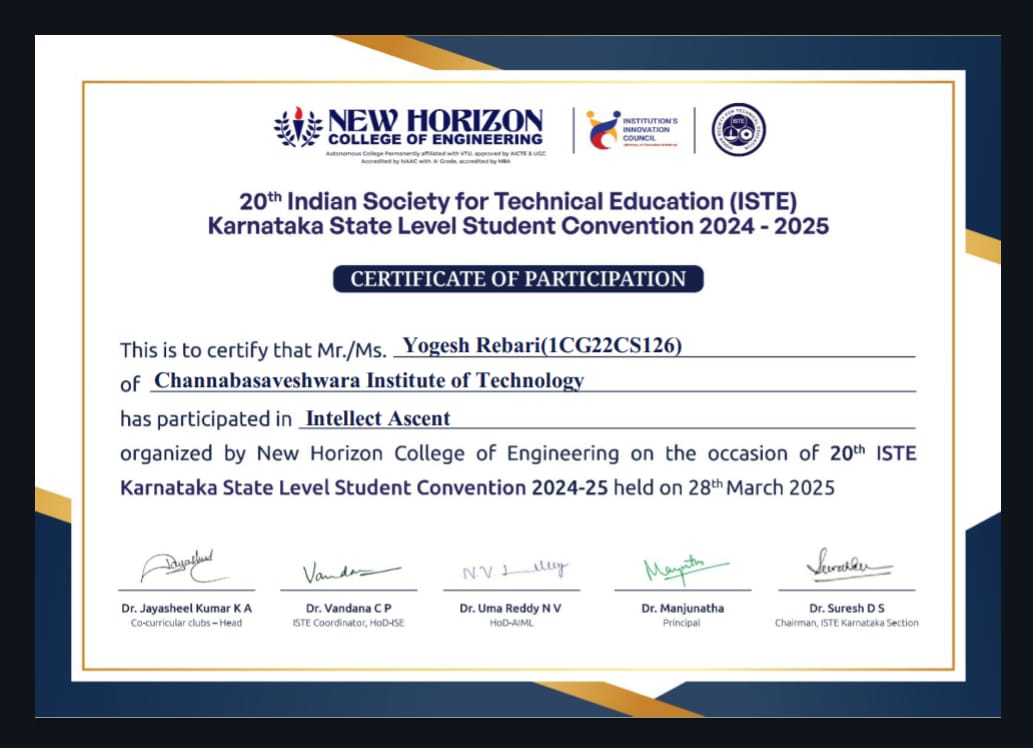 NEW HORIZON
COLLEGE OF ENGINEERING
Autonomous College Permanently affiliated with VTU, approved by AICTE & UGC
Accredited by NAAC with 'A' Grade, accredited by NBA
INSTITUTION'S
INNOVATION
COUNCIL
(Ministry of Education Initiative)
ISTE
20th Indian Society for Technical Education (ISTE)
Karnataka State Level Student Convention 2024 - 2025
CERTIFICATE OF PARTICIPATION
This is to certify that Mr./Ms. Yogesh Rebari(1CG22CS126)
of Channabasaveshwara Institute of Technology
has participated in Intellect Ascent
organized by New Horizon College of Engineering on the occasion of 20th ISTE
Karnataka State Level Student Convention 2024-25 held on 28th March 2025
Dr. Jayasheel Kumar K A
Co-curricular clubs – Head
Dr. Vandana C P
ISTE Coordinator, HoD-ISE
Dr. Uma Reddy N V
HoD-AIML
Dr. Manjunatha
Principal
Dr. Suresh D S
Chairman, ISTE Karnataka Section